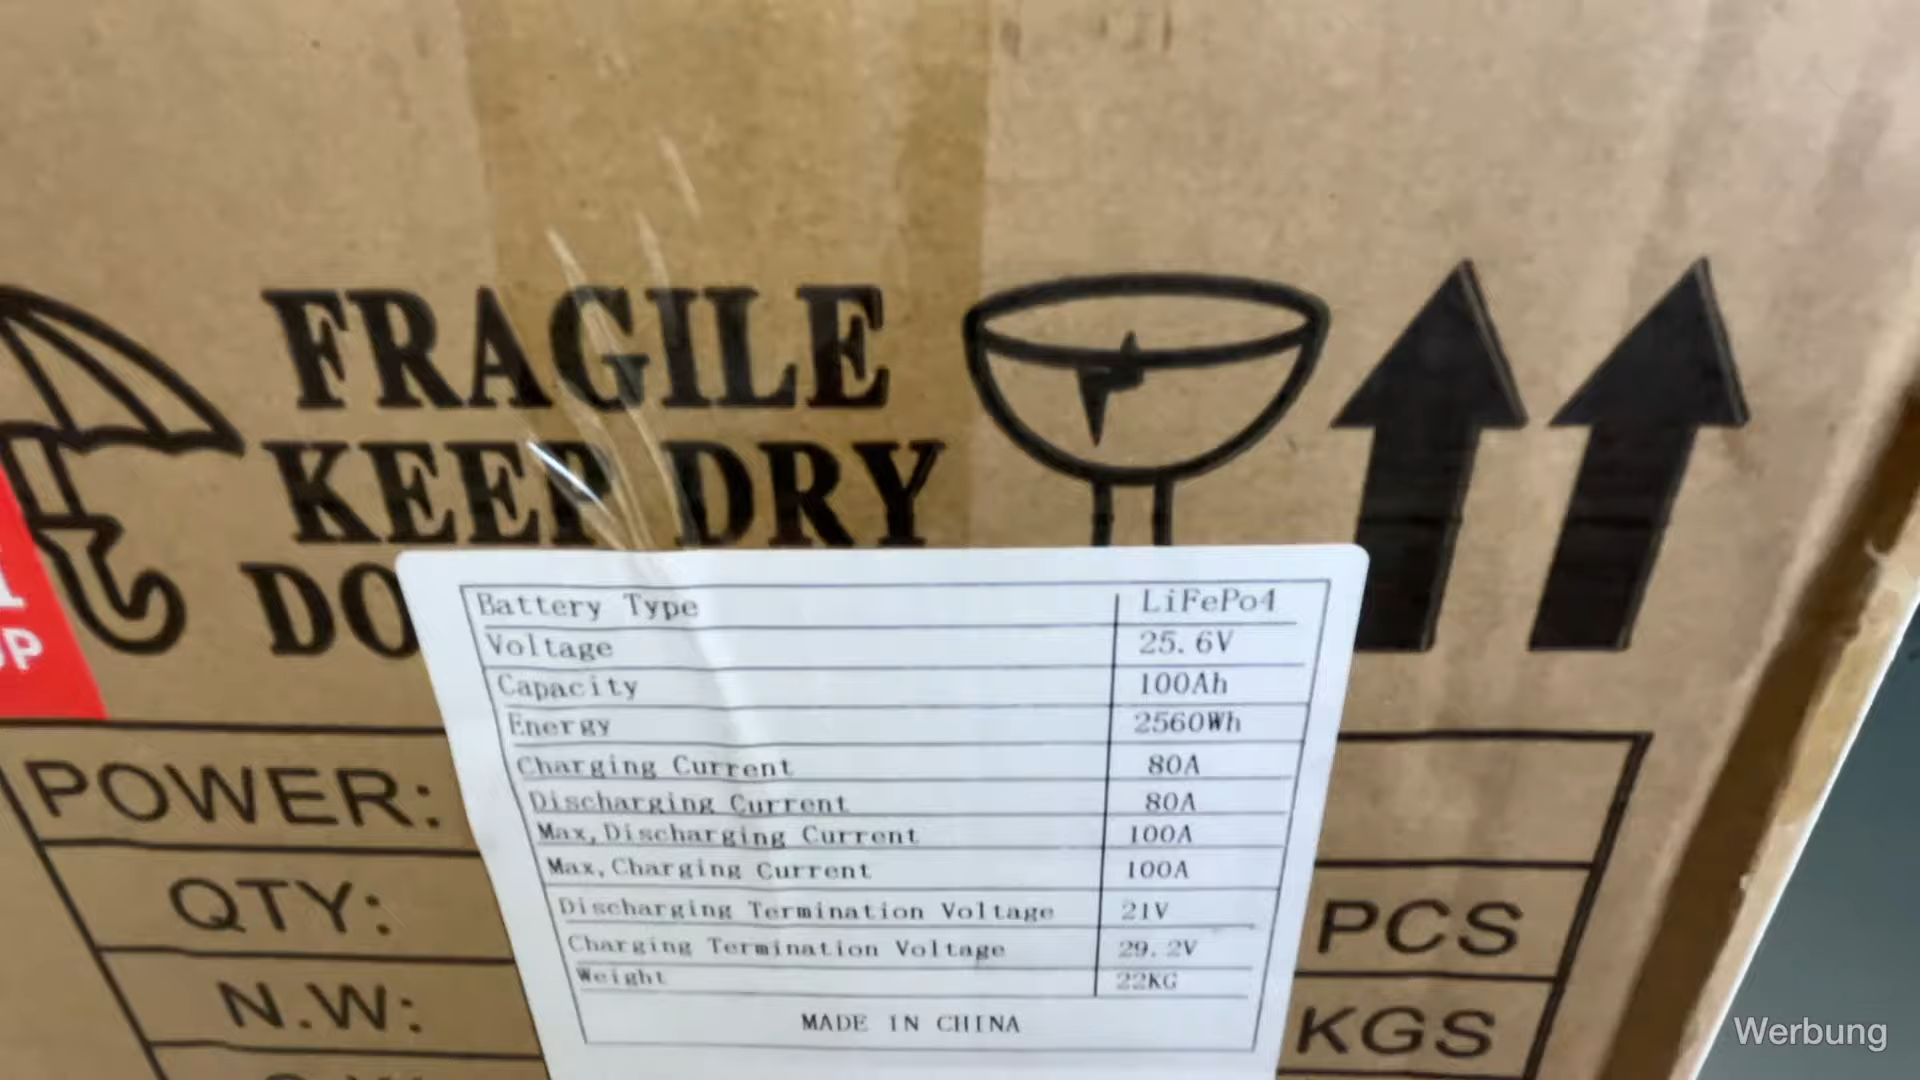 FRAGILE
KEEP DRY
DO
UP
Battery Type LiFePo4
Voltage 25.6V
Capacity 100Ah
Energy 2560Wh
Charging Current 80A
Discharging Current 80A
Max,Discharging Current 100A
Max,Charging Current 100A
Discharging Termination Voltage 21V
Charging Termination Voltage 29.2V
Weight 22KG
MADE IN CHINA
POWER:
QTY: PCS
N.W: KGS
Werbung